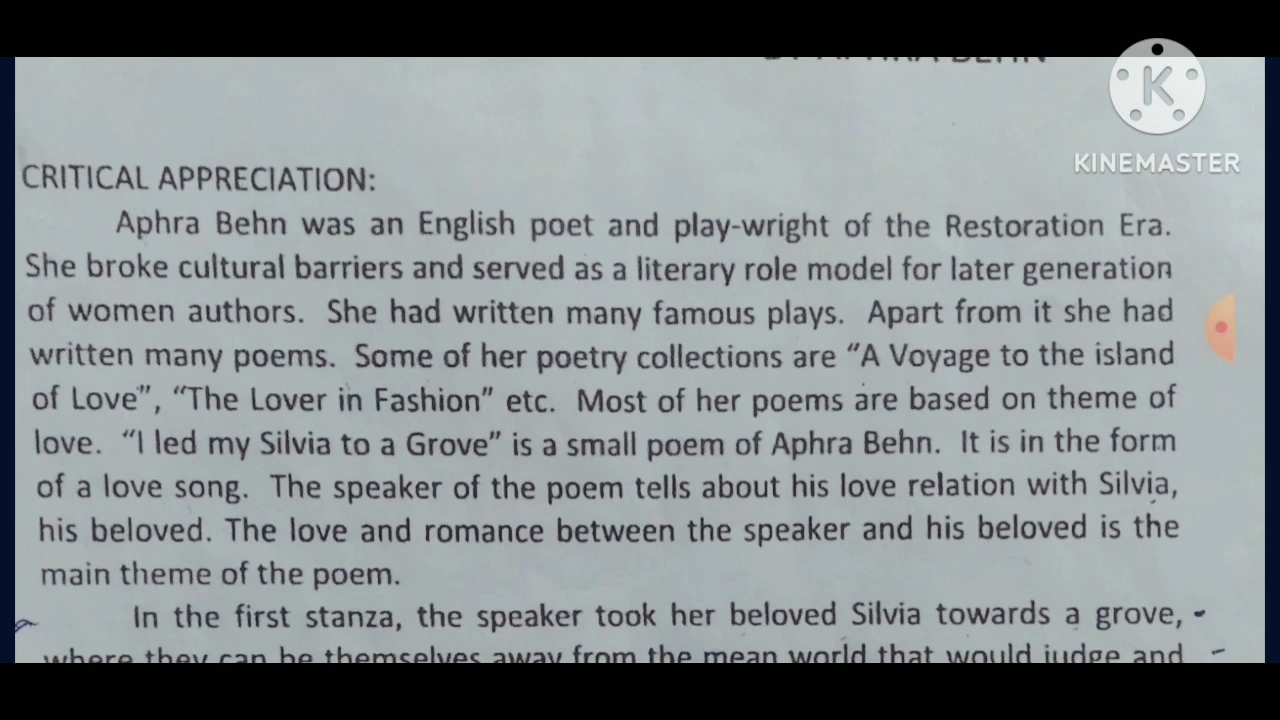 BY APHRA BEHN
K
KINEMASTER
CRITICAL APPRECIATION:
Aphra Behn was an English poet and play-wright of the Restoration Era.
She broke cultural barriers and served as a literary role model for later generation
of women authors. She had written many famous plays. Apart from it she had
written many poems. Some of her poetry collections are “A Voyage to the island
of Love”, “The Lover in Fashion” etc. Most of her poems are based on theme of
love. “I led my Silvia to a Grove” is a small poem of Aphra Behn. It is in the form
of a love song. The speaker of the poem tells about his love relation with Silvia,
his beloved. The love and romance between the speaker and his beloved is the
main theme of the poem.
In the first stanza, the speaker took her beloved Silvia towards a grove,
where they can be themselves away from the mean world that would judge and